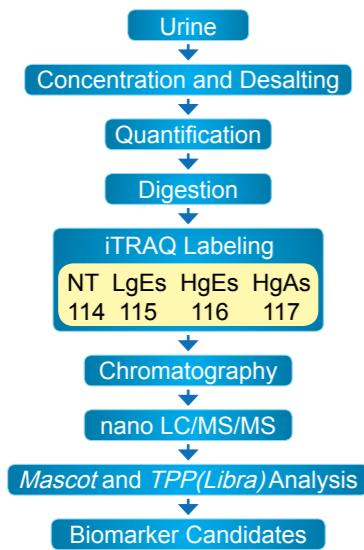 Urine
Concentration and Desalting
Quantification
Digestion
iTRAQ Labeling
NT LgEs HgEs HgAs
114 115 116 117
Chromatography
nano LC/MS/MS
Mascot and TPP(Libra) Analysis
Biomarker Candidates